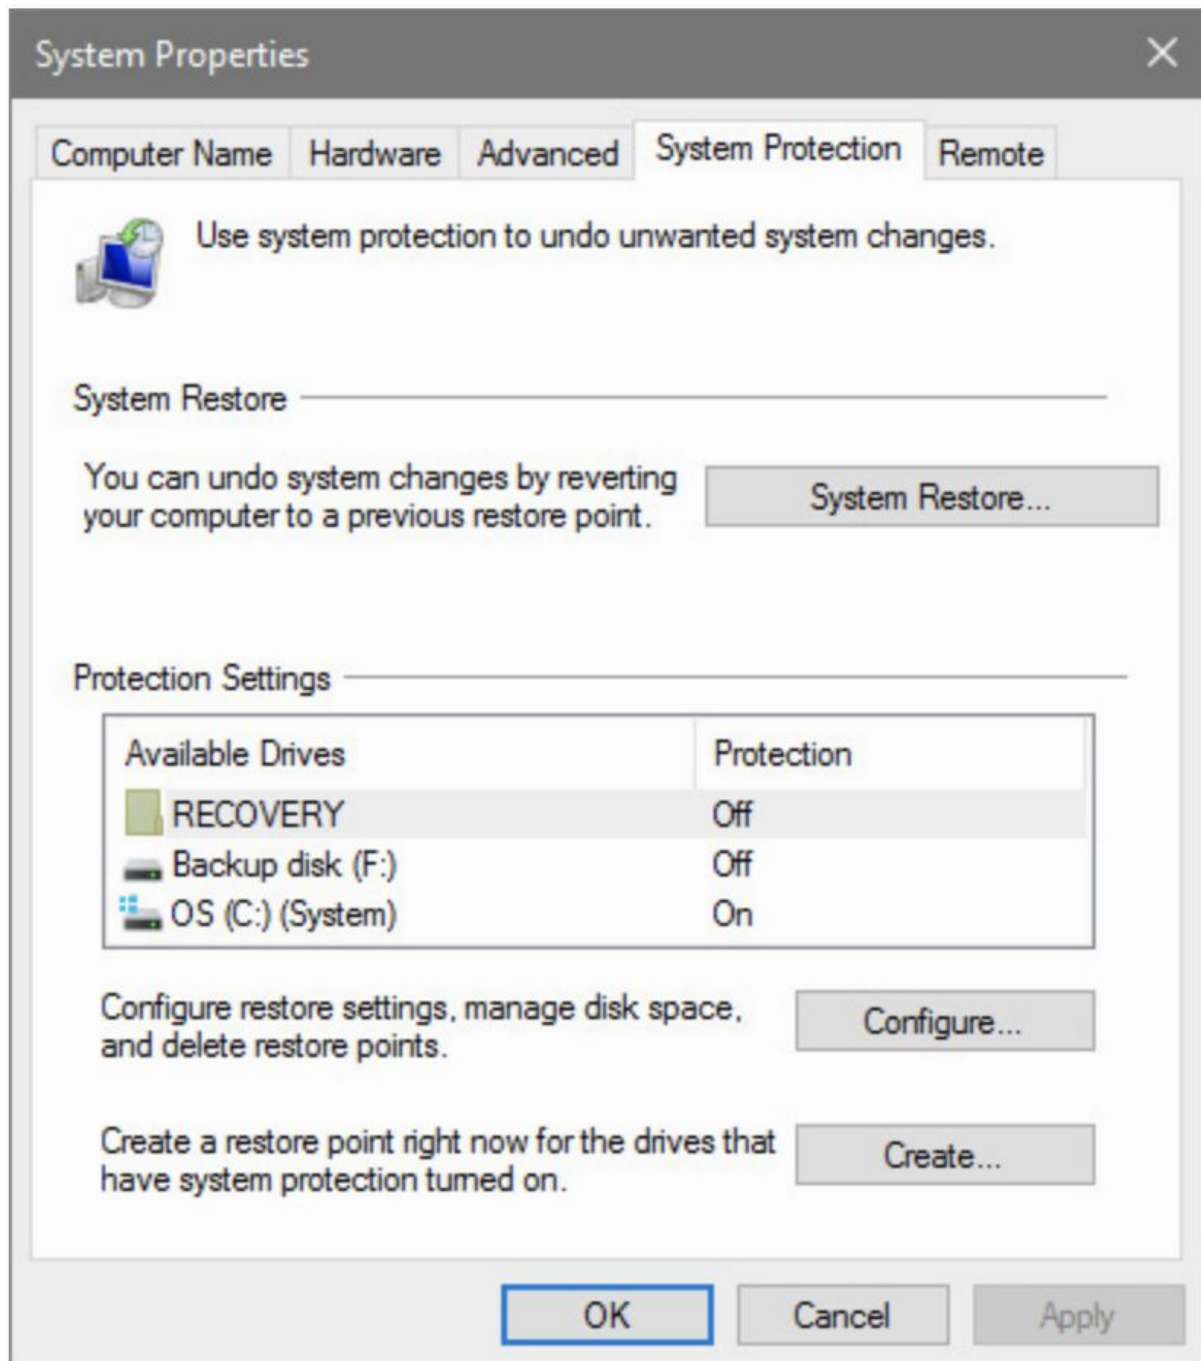 System Properties
Computer Name Hardware Advanced System Protection Remote
Use system protection to undo unwanted system changes.
System Restore
You can undo system changes by reverting
your computer to a previous restore point.
System Restore...
Protection Settings
Available Drives Protection
RECOVERY Off
Backup disk (F:) Off
OS (C:) (System) On
Configure restore settings, manage disk space,
and delete restore points.
Configure...
Create a restore point right now for the drives that
have system protection turned on.
Create...
OK Cancel Apply